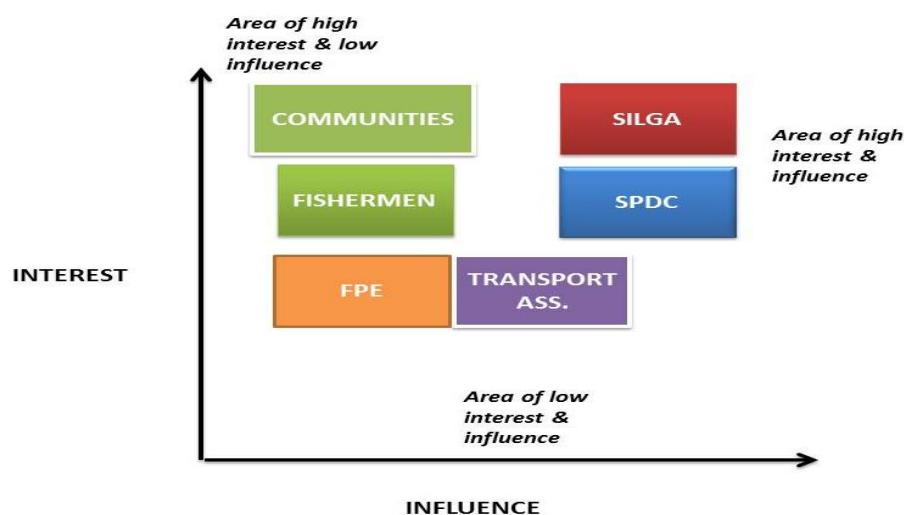 Area of high
interest & low
influence
COMMUNITIES
SILGA
Area of high
interest &
influence
FISHERMEN
SPDC
INTEREST
FPE
TRANSPORT
ASS.
Area of low
interest &
influence
INFLUENCE